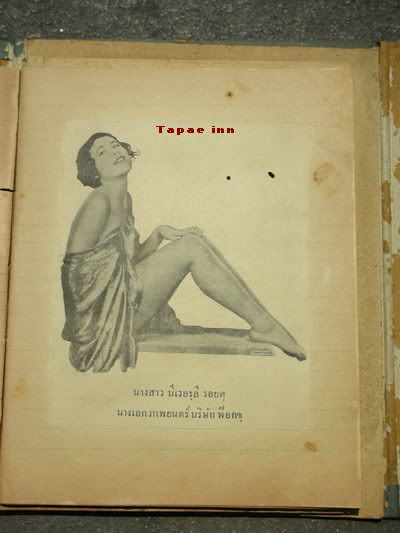 Tapae inn
นางสาว บีเวอรลี รอยด
นางเอก ภาพยนตร์ บริษัท ฟ็อกซ